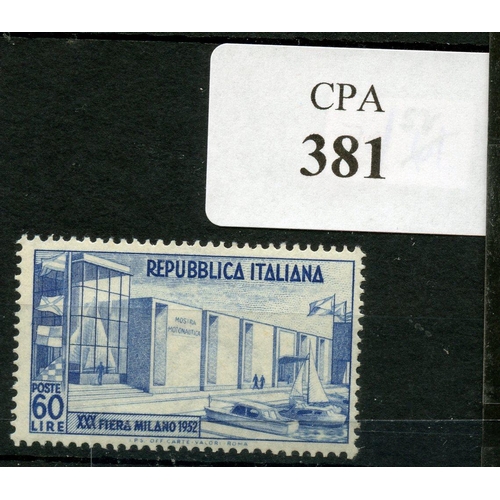 CPA
381
REPUBBLICA ITALIANA
MOSTRA
MOTONAUTICA
POSTE
60
LIRE
XXX FIERA MILANO 1952
I.P.S. OFF. CARTE-VALORI-ROMA